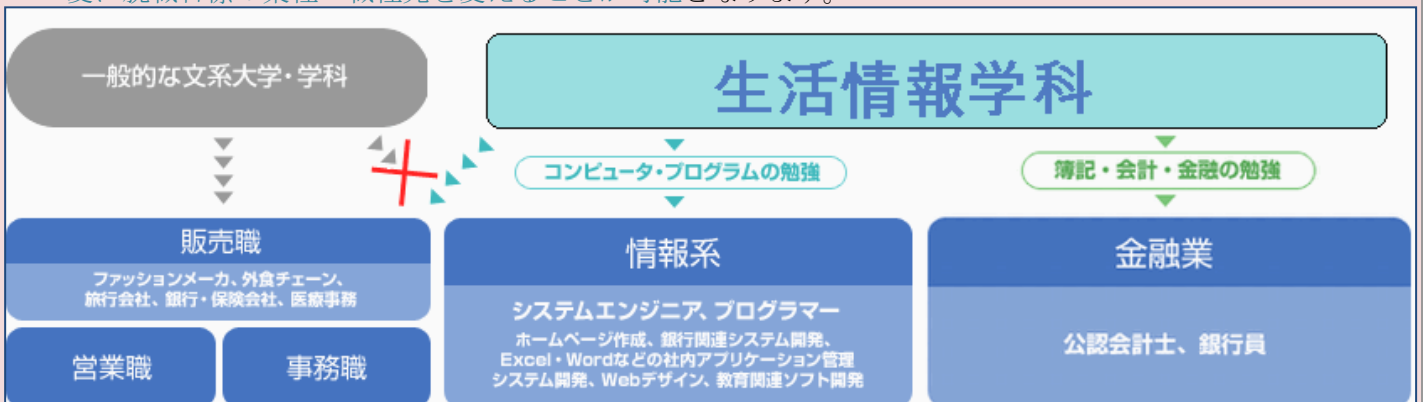 となります。
一般的な文系大学・学科
生活情報学科
コンピュータ・プログラムの勉強
簿記・会計・金融の勉強
販売職
ファッションメーカ、外食チェーン、
旅行会社、銀行・保険会社、医療事務
営業職
事務職
情報系
システムエンジニア、プログラマー
ホームページ作成、銀行関連システム開発、
Excel・Wordなどの社内アプリケーション管理
システム開発、Webデザイン、教育関連ソフト開発
金融業
公認会計士、銀行員